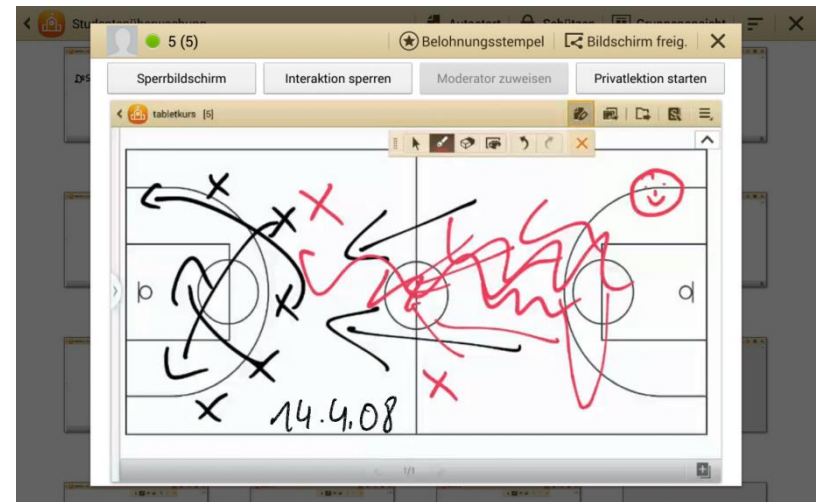 Studentenüberwachung
Autostart
Schützen
Gruppenansicht
5 (5)
Belohnungsstempel
Bildschirm freig.
Sperrbildschirm
Interaktion sperren
Moderator zuweisen
Privatlektion starten
tabletkurs [5]
X
X
X
X
X
X
X
14.4.08
1/1